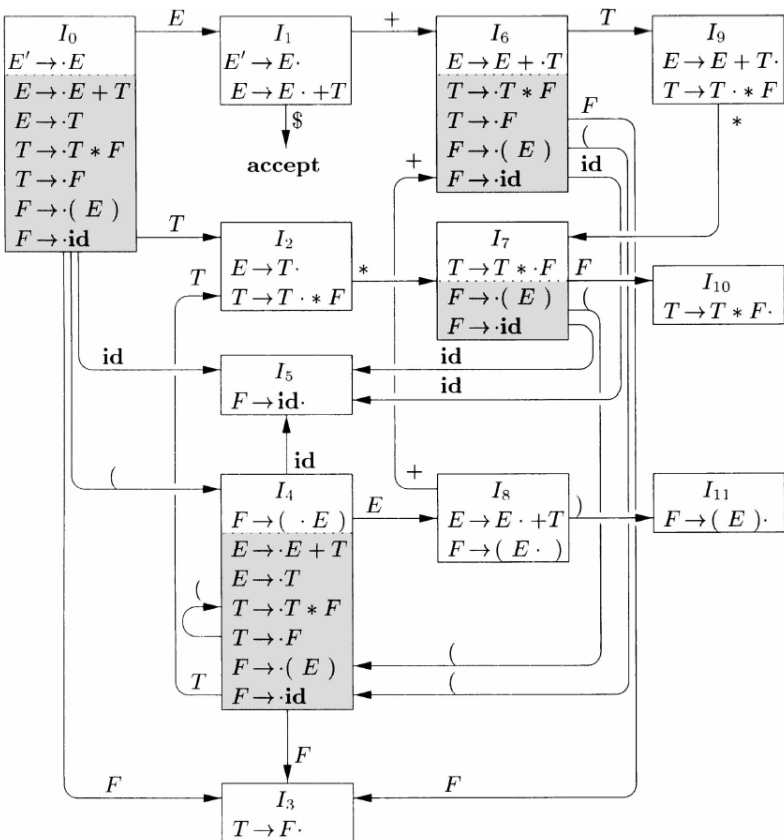 I₀
E′ → ·E
E → ·E + T
E → ·T
T → ·T * F
T → ·F
F → ·( E )
F → ·id
E
I₁
E′ → E·
E → E · +T
$
accept
+
I₆
E → E + ·T
T → ·T * F
T → ·F
F → ·( E )
F → ·id
T
I₉
E → E + T·
T → T · * F
*
F
(
id
+
T
I₂
E → T·
T → T · * F
*
I₇
T → T * ·F
F → ·( E )
F → ·id
F
(
I₁₀
T → T * F·
T
id
I₅
F → id·
id
id
id
(
I₄
F → ( · E )
E → ·E + T
E → ·T
T → ·T * F
T → ·F
F → ·( E )
F → ·id
E
+
I₈
E → E · +T
F → ( E · )
)
I₁₁
F → ( E )·
(
T
(
(
F
F
I₃
T → F·
F